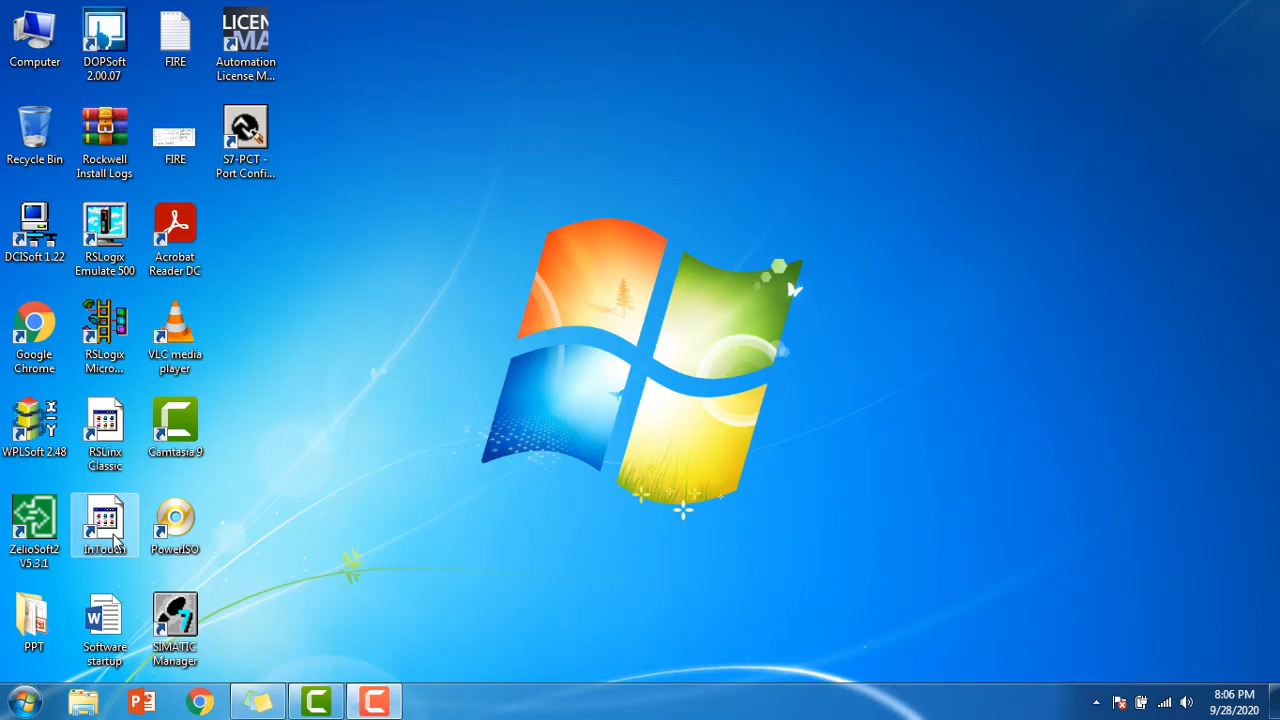 Computer
DOPSoft
2.00.07
FIRE
LICEN
MA
Automation
License M...
Recycle Bin
Rockwell
Install Logs
FIRE
S7-PCT -
Port Confi...
DCISoft 1.22
RSLogix
Emulate 500
Acrobat
Reader DC
Google
Chrome
RSLogix
Micro...
VLC media
player
X
Y
WPLSoft 2.48
RSLinx
Classic
Camtasia 9
ZelioSoft2
V5.3.1
InTouch
PowerISO
PPT
Software
startup
SIMATIC
Manager
8:06 PM
9/28/2020